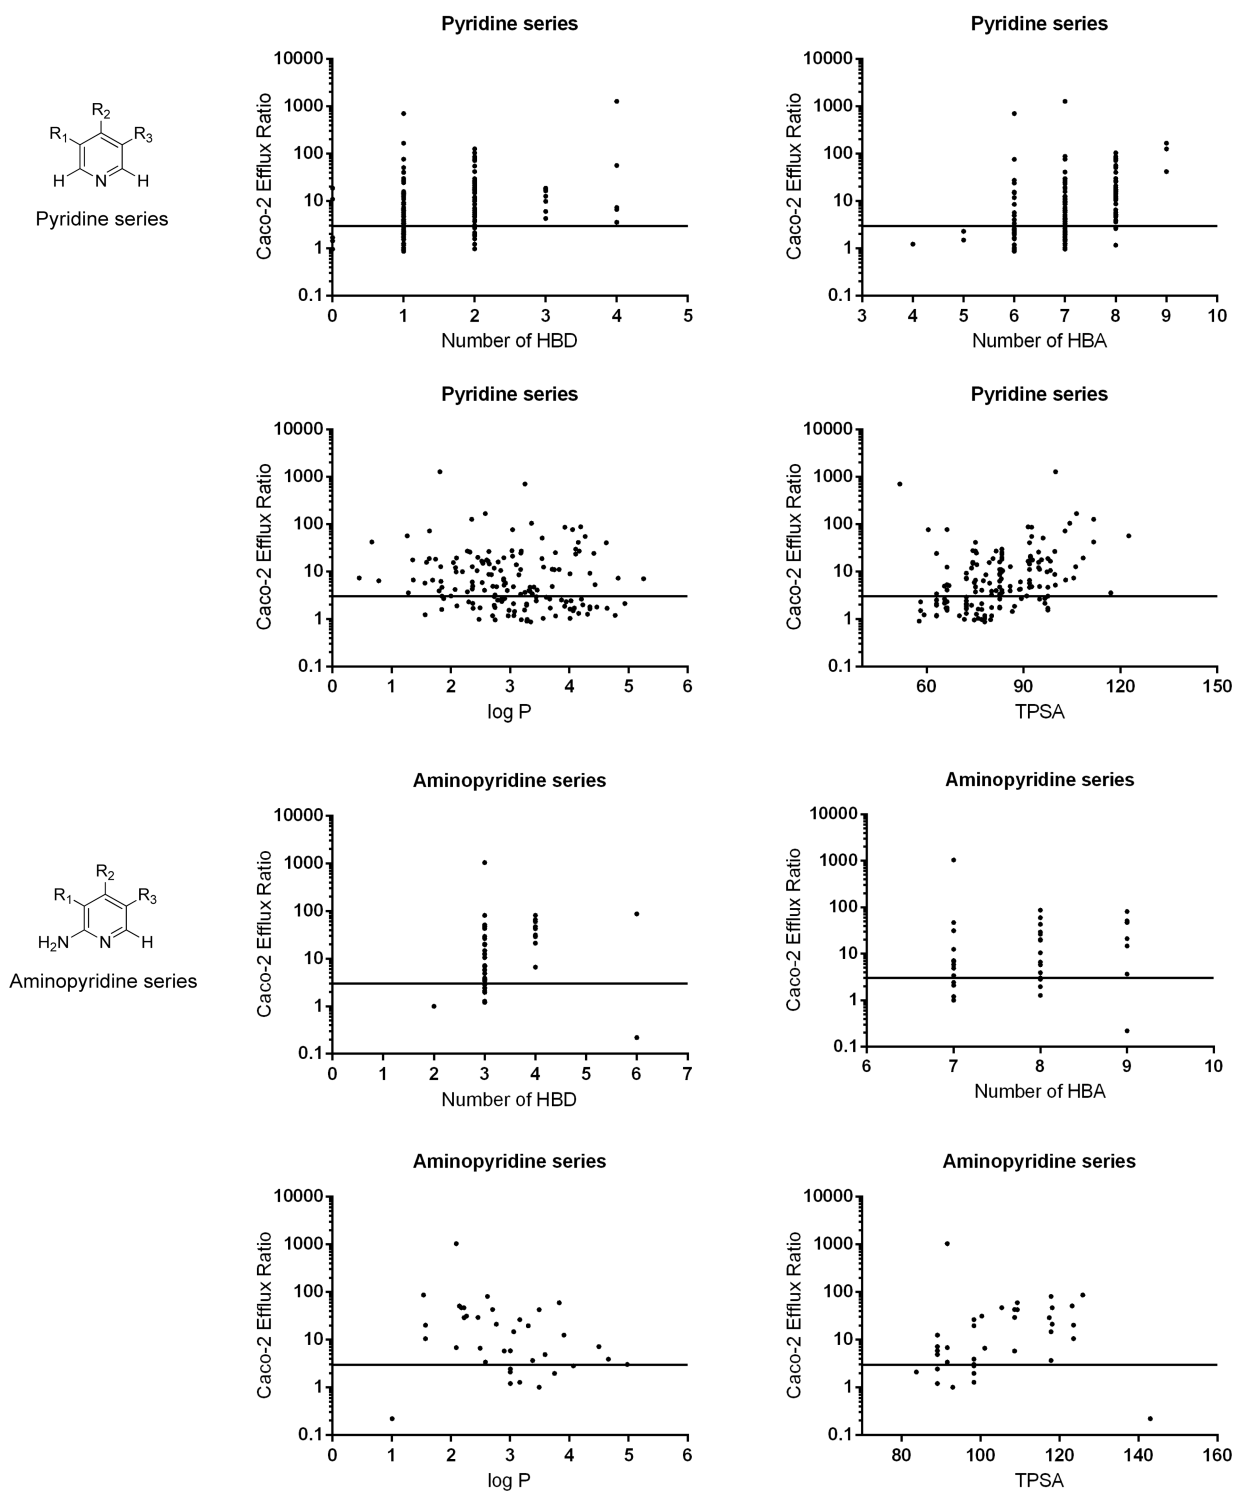 Pyridine series
Pyridine series
10000
1000
100
10
1
0.1
Caco-2 Efflux Ratio
0 1 2 3 4 5
Number of HBD
10000
1000
100
10
1
0.1
Caco-2 Efflux Ratio
3 4 5 6 7 8 9 10
Number of HBA
R2
R1
R3
H
N
H
Pyridine series
Pyridine series
Pyridine series
10000
1000
100
10
1
0.1
Caco-2 Efflux Ratio
0 1 2 3 4 5 6
log P
10000
1000
100
10
1
0.1
Caco-2 Efflux Ratio
60 90 120 150
TPSA
Aminopyridine series
Aminopyridine series
10000
1000
100
10
1
0.1
Caco-2 Efflux Ratio
0 1 2 3 4 5 6 7
Number of HBD
10000
1000
100
10
1
0.1
Caco-2 Efflux Ratio
6 7 8 9 10
Number of HBA
R2
R1
R3
H2N
N
H
Aminopyridine series
Aminopyridine series
Aminopyridine series
10000
1000
100
10
1
0.1
Caco-2 Efflux Ratio
0 1 2 3 4 5 6
log P
10000
1000
100
10
1
0.1
Caco-2 Efflux Ratio
80 100 120 140 160
TPSA